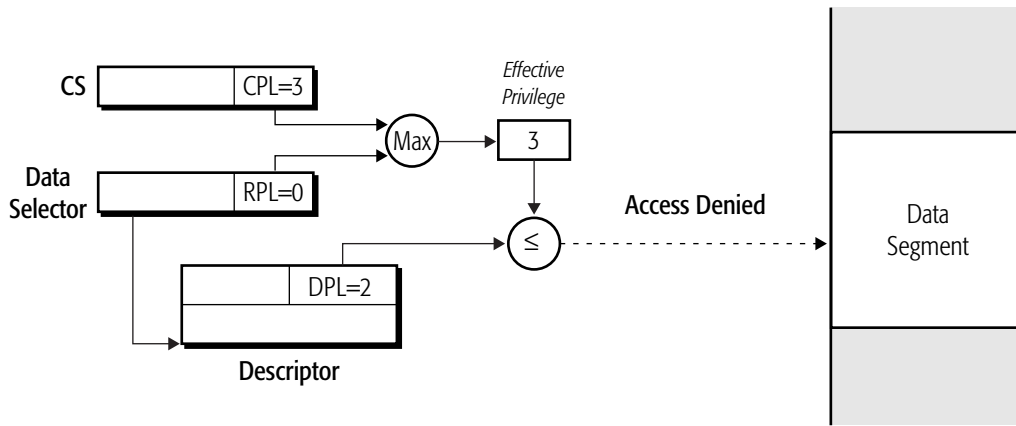 CS
CPL=3
Effective
Privilege
Max
3
Data
Selector
RPL=0
Access Denied
≤
Data
Segment
DPL=2
Descriptor